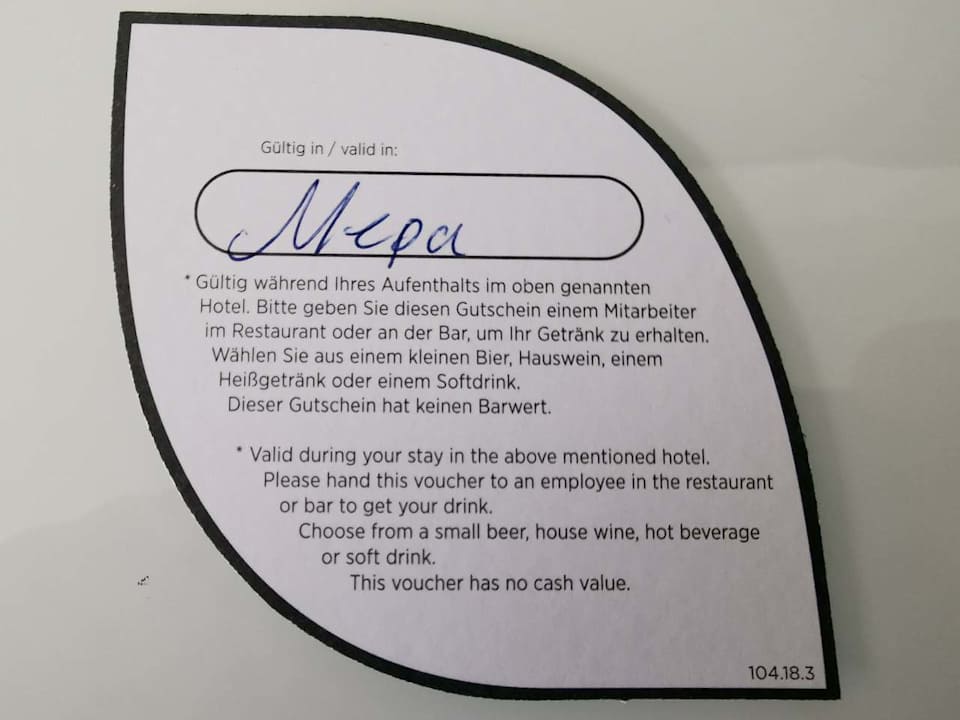 Gültig in / valid in:
Mepa
* Gültig während Ihres Aufenthalts im oben genannten
Hotel. Bitte geben Sie diesen Gutschein einem Mitarbeiter
im Restaurant oder an der Bar, um Ihr Getränk zu erhalten.
Wählen Sie aus einem kleinen Bier, Hauswein, einem
Heißgetränk oder einem Softdrink.
Dieser Gutschein hat keinen Barwert.
* Valid during your stay in the above mentioned hotel.
Please hand this voucher to an employee in the restaurant
or bar to get your drink.
Choose from a small beer, house wine, hot beverage
or soft drink.
This voucher has no cash value.
104.18.3